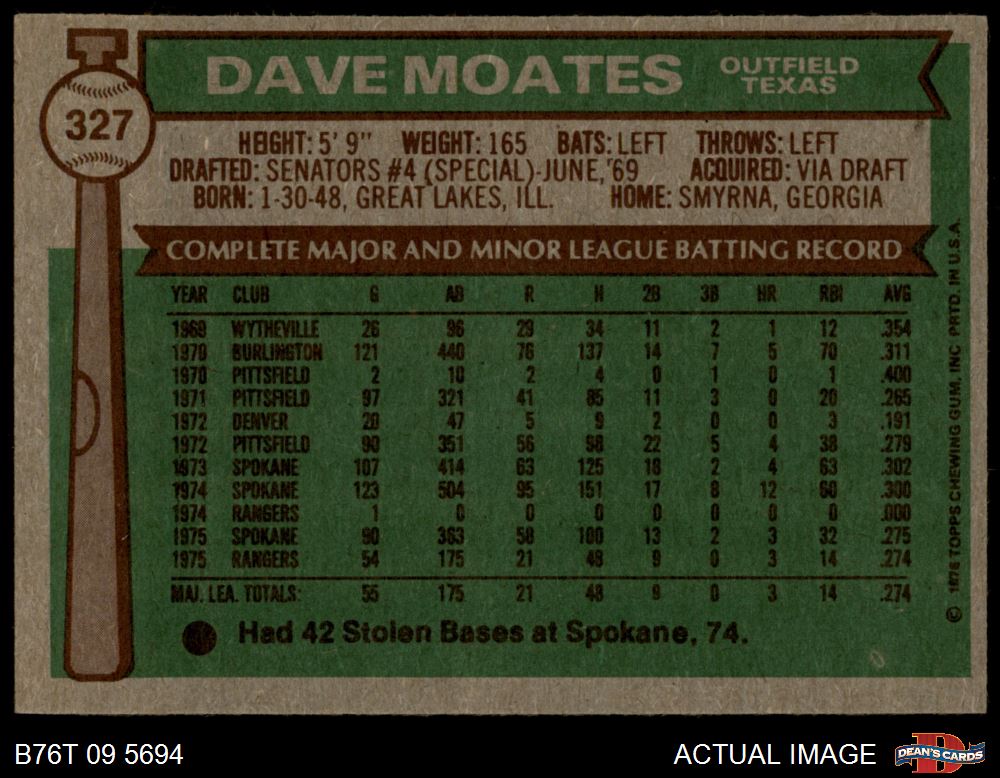 DAVE MOATES OUTFIELD
TEXAS
327
HEIGHT: 5' 9" WEIGHT: 165 BATS: LEFT THROWS: LEFT
DRAFTED: SENATORS #4 (SPECIAL)-JUNE, '69 ACQUIRED: VIA DRAFT
BORN: 1-30-48, GREAT LAKES, ILL. HOME: SMYRNA, GEORGIA
COMPLETE MAJOR AND MINOR LEAGUE BATTING RECORD
YEAR CLUB G AB R H 2B 3B HR RBI AVG
1969 WYTHEVILLE 26 96 29 34 11 2 1 12 .354
1970 BURLINGTON 121 440 76 137 14 7 5 70 .311
1970 PITTSFIELD 2 10 2 4 0 1 0 1 .400
1971 PITTSFIELD 97 321 41 85 11 3 0 20 .265
1972 DENVER 20 47 5 9 2 0 0 3 .191
1972 PITTSFIELD 90 351 56 98 22 5 4 38 .279
1973 SPOKANE 107 414 63 125 18 2 4 63 .302
1974 SPOKANE 123 504 95 151 17 8 12 60 .300
1974 RANGERS 1 0 0 0 0 0 0 0 .000
1975 SPOKANE 90 363 58 100 13 2 3 32 .275
1975 RANGERS 54 175 21 48 9 0 3 14 .274
MAJ. LEA. TOTALS: 55 175 21 48 9 0 3 14 .274
Had 42 Stolen Bases at Spokane, 74.
© 1976 TOPPS CHEWING GUM, INC PRTD. IN U.S.A.
B76T 09 5694 ACTUAL IMAGE DEAN'S CARDS